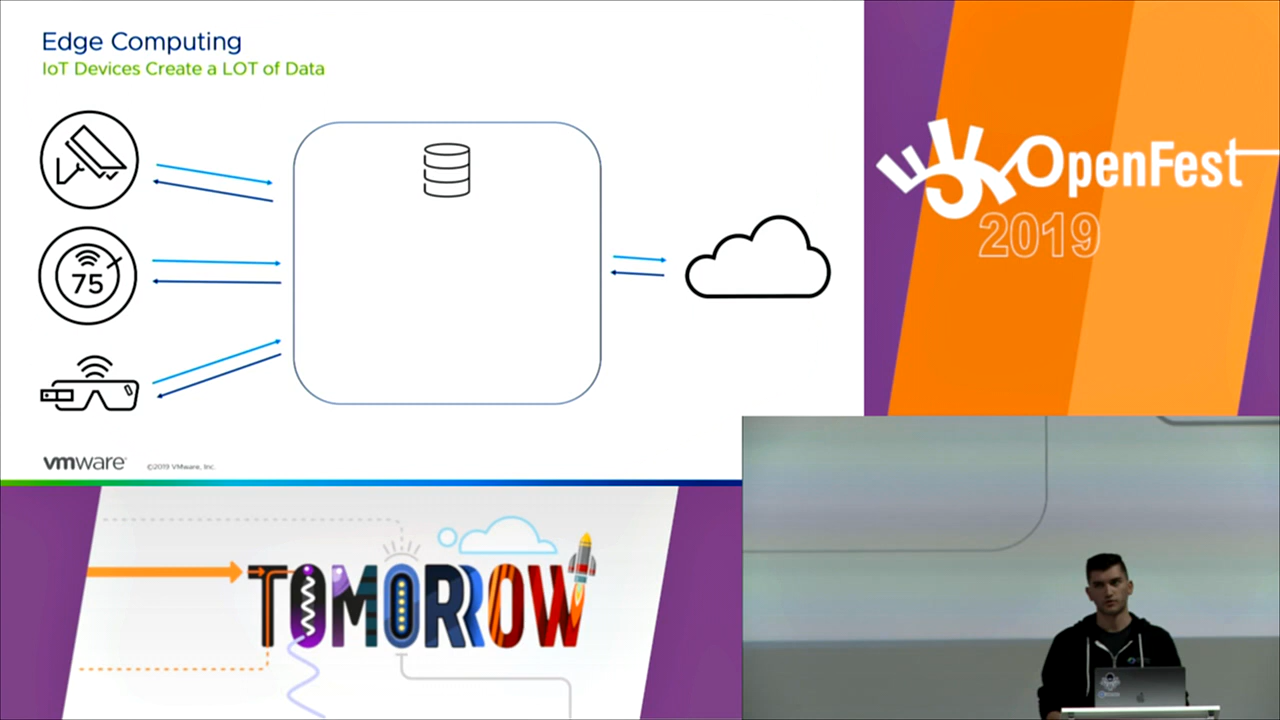 Edge Computing
IoT Devices Create a LOT of Data
75
vmware
©2019 VMware, Inc.
OpenFest
2019
TOMORROW